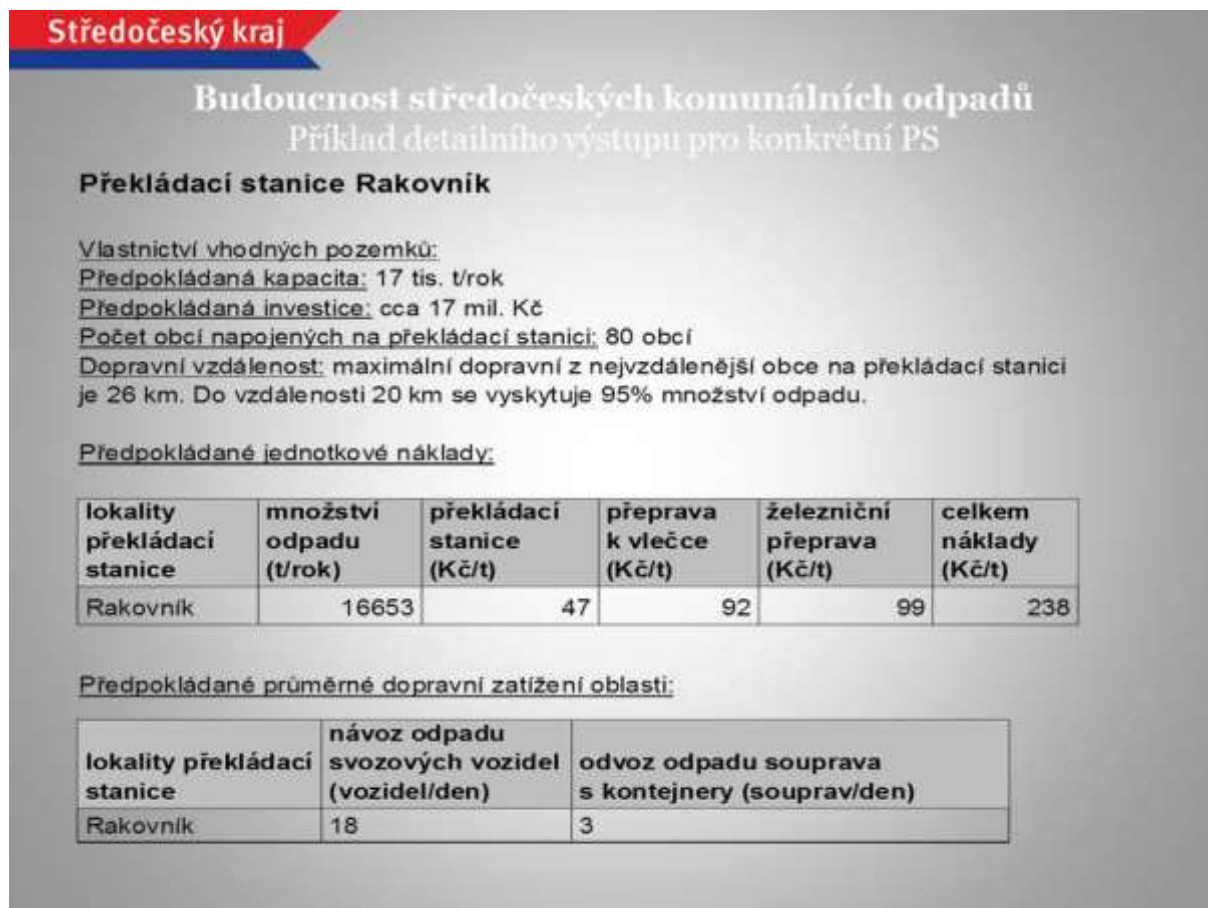 Středočeský kraj
Budoucnost středočeských komunálních odpadů
Příklad detailního výstupu pro konkrétní PS
Překládací stanice Rakovník
Vlastnictví vhodných pozemků:
Předpokládaná kapacita: 17 tis. t/rok
Předpokládaná investice: cca 17 mil. Kč
Počet obcí napojených na překládací stanici: 80 obcí
Dopravní vzdálenost: maximální dopravní z nejvzdálenější obce na překládací stanici
je 26 km. Do vzdálenosti 20 km se vyskytuje 95% množství odpadu.
Předpokládané jednotkové náklady:
lokality překládací stanice | množství odpadu (t/rok) | překládací stanice (Kč/t) | přeprava k vlečce (Kč/t) | železniční přeprava (Kč/t) | celkem náklady (Kč/t)
Rakovník | 16653 | 47 | 92 | 99 | 238
Předpokládané průměrné dopravní zatížení oblasti:
lokality překládací stanice | návoz odpadu svozových vozidel (vozidel/den) | odvoz odpadu souprava s kontejnery (souprav/den)
Rakovník | 18 | 3